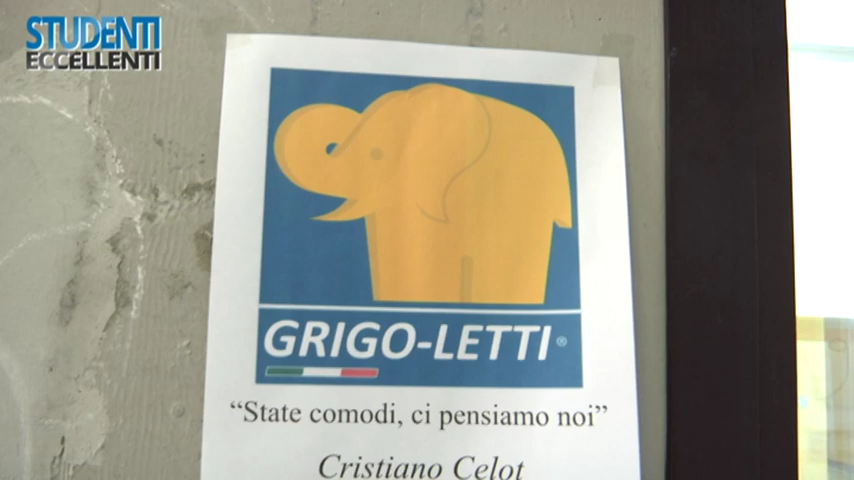 STUDENTI
ECCELLENTI
GRIGO-LETTI®
“State comodi, ci pensiamo noi”
Cristiano Celot